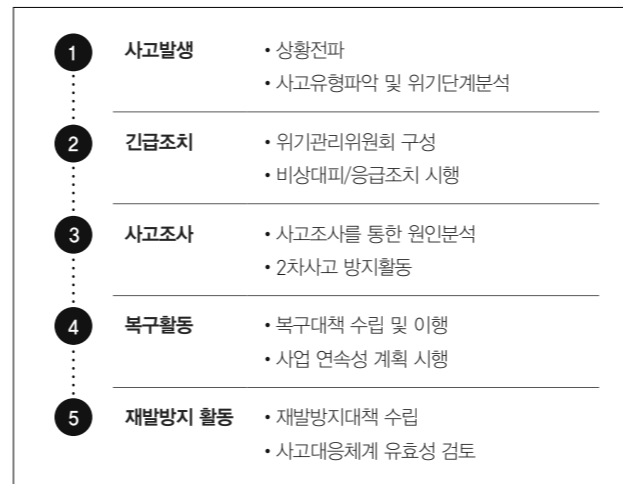 1 사고발생 • 상황전파
• 사고유형파악 및 위기단계분석
2 긴급조치 • 위기관리위원회 구성
• 비상대피/응급조치 시행
3 사고조사 • 사고조사를 통한 원인분석
• 2차사고 방지활동
4 복구활동 • 복구대책 수립 및 이행
• 사업 연속성 계획 시행
5 재발방지 활동 • 재발방지대책 수립
• 사고대응체계 유효성 검토